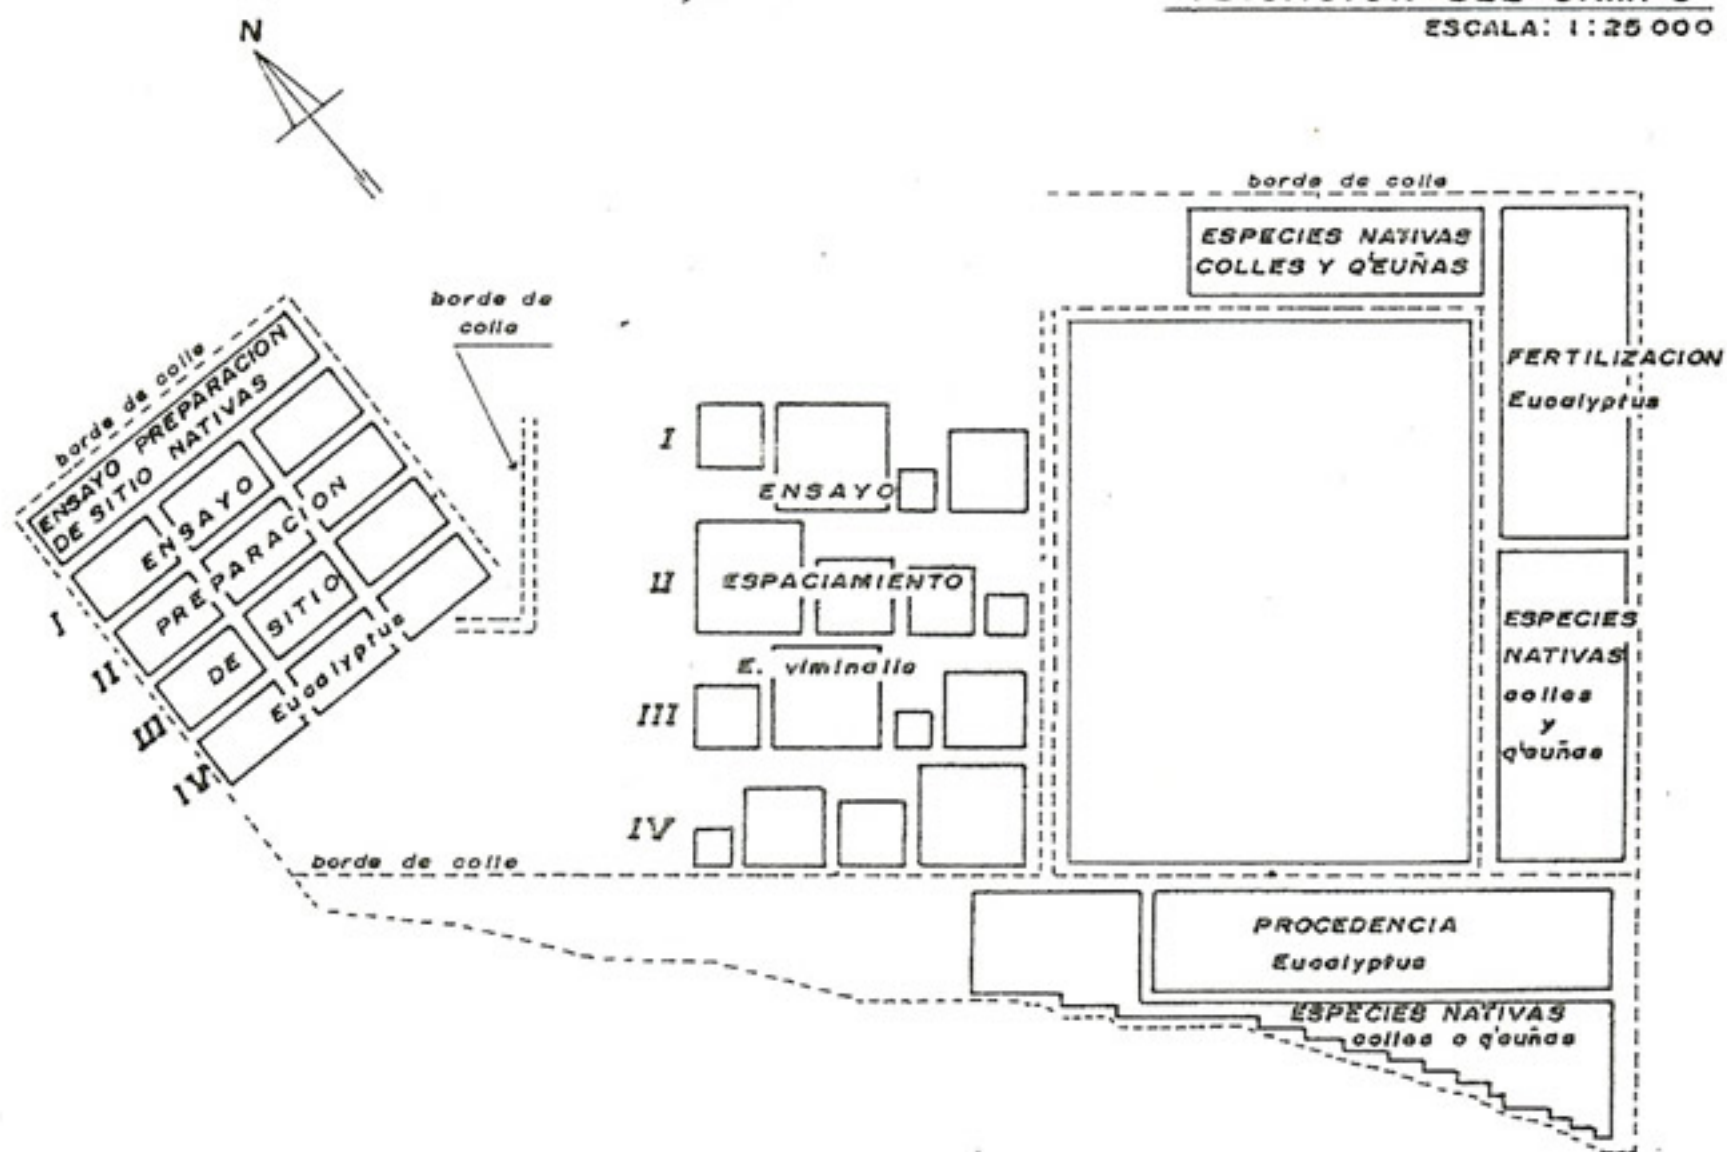 ESCALA: 1:25 000
N
borde de colle
ESPECIES NATIVAS
COLLES Y Q'EUÑAS
FERTILIZACION
Eucalyptus
ESPECIES
NATIVAS
colles
y
q'euñas
borde de
colle
borde de colle
ENSAYO PREPARACION
DE SITIO NATIVAS
ENSAYO
PREPARACION
DE SITIO
Eucalyptus
I
II
III
IV
I
ENSAYO
II
ESPACIAMIENTO
E. viminalis
III
IV
borde de colle
PROCEDENCIA
Eucalyptus
ESPECIES NATIVAS
colles o q'euñas